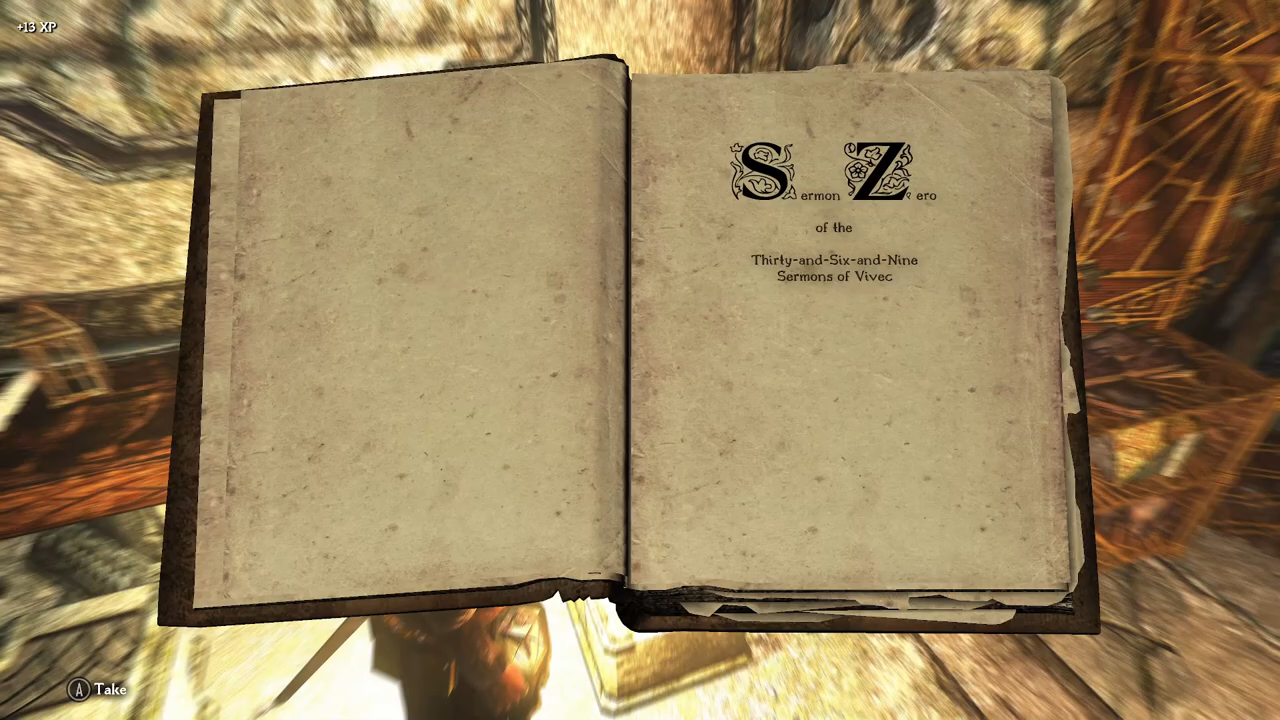 +13 XP
Sermon Zero
of the
Thirty-and-Six-and-Nine
Sermons of Vivec
A Take